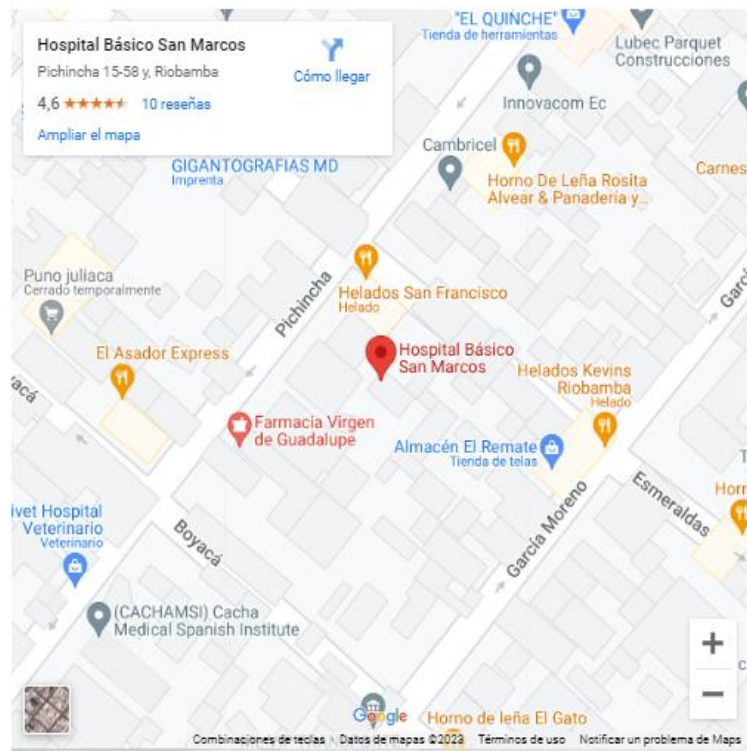 Hospital Básico San Marcos
Pichincha 15-58 y, Riobamba
4,6
10 reseñas
Ampliar el mapa
Cómo llegar
"EL QUINCHE"
Tienda de herramientas
Lubec Parquet
Construcciones
Innovacom Ec
Cambricel
GIGANTOGRAFIAS MD
Imprenta
Horno De Leña Rosita
Alvear & Panadería y...
Carnes
Puno juliaca
Cerrado temporalmente
Pichincha
Helados San Francisco
Helado
García
El Asador Express
Hospital Básico
San Marcos
Helados Kevins
Riobamba
Helado
yacá
Farmacia Virgen
de Guadalupe
Almacén El Remate
Tienda de telas
Esmeraldas
Horn
ivet Hospital
Veterinario
Veterinario
Boyacá
García Moreno
(CACHAMSI) Cacha
Medical Spanish Institute
+
−
Google
Horno de leña El Gato
Combinaciones de teclas
Datos de mapas ©2023
Términos de uso
Notificar un problema de Maps